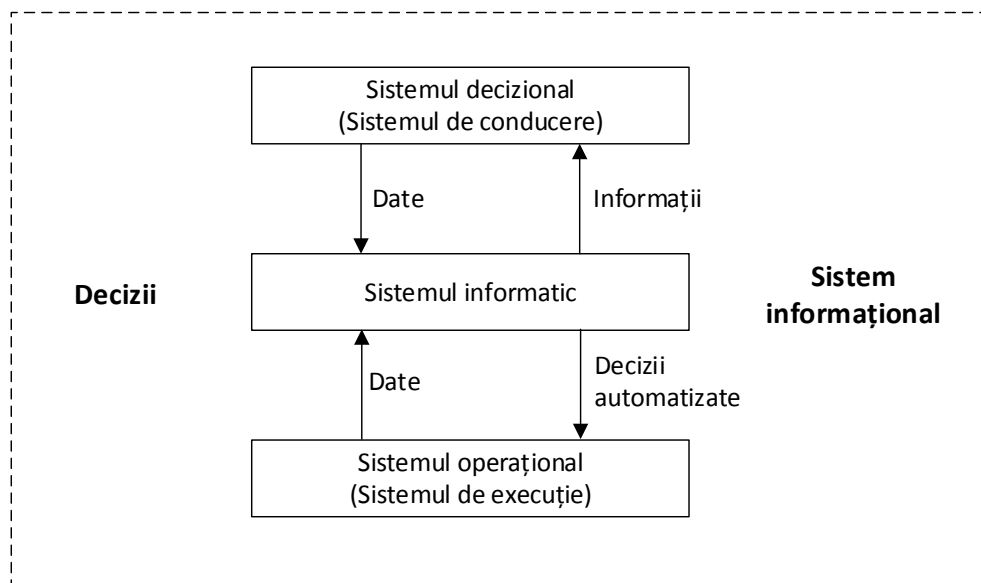 Sistemul decizional
(Sistemul de conducere)
Date
Informații
Decizii
Sistemul informatic
Sistem
informațional
Date
Decizii
automatizate
Sistemul operațional
(Sistemul de execuție)